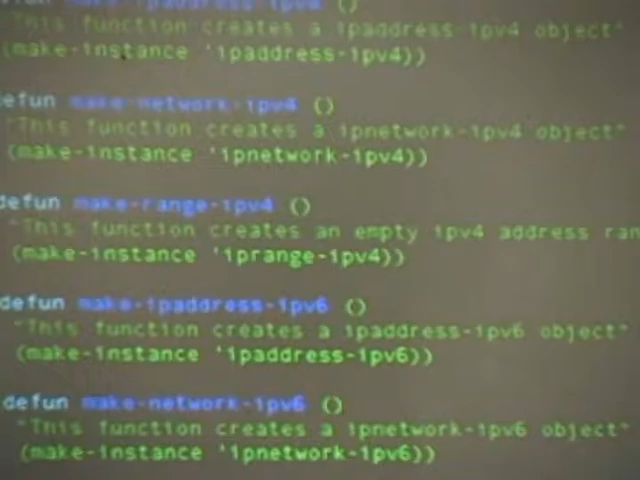 make-ipaddress-ipv4 ()
"This function creates a ipaddress-ipv4 object"
(make-instance 'ipaddress-ipv4))
efun make-network-ipv4 ()
"This function creates a ipnetwork-ipv4 object"
(make-instance 'ipnetwork-ipv4))
defun make-range-ipv4 ()
"This function creates an empty ipv4 address ran
(make-instance 'iprange-ipv4))
defun make-ipaddress-ipv6 ()
"This function creates a ipaddress-ipv6 object"
(make-instance 'ipaddress-ipv6))
defun make-network-ipv6 ()
"This function creates a ipnetwork-ipv6 object"
(make-instance 'ipnetwork-ipv6))